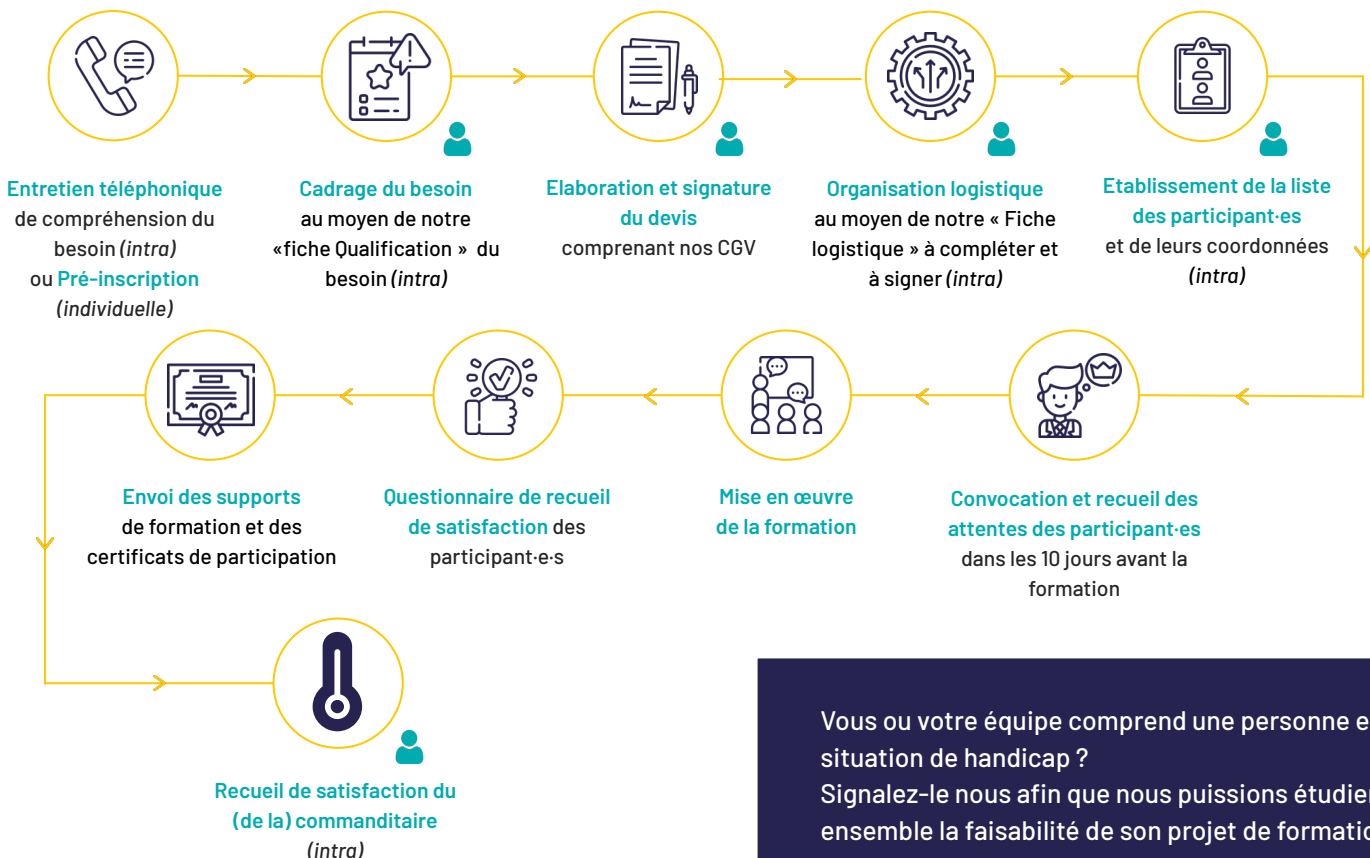 Entretien téléphonique
de compréhension du
besoin (intra)
ou Pré-inscription
(individuelle)
Cadrage du besoin
au moyen de notre
«fiche Qualification » du
besoin (intra)
Elaboration et signature
du devis
comprenant nos CGV
Organisation logistique
au moyen de notre « Fiche
logistique » à compléter et
à signer (intra)
Etablissement de la liste
des participant·es
et de leurs coordonnées
(intra)
Convocation et recueil des
attentes des participant·es
dans les 10 jours avant la
formation
Mise en œuvre
de la formation
Questionnaire de recueil
de satisfaction des
participant·e·s
Envoi des supports
de formation et des
certificats de participation
Recueil de satisfaction du
(de la) commanditaire
(intra)
Vous ou votre équipe comprend une personne e
situation de handicap ?
Signalez-le nous afin que nous puissions étudier
ensemble la faisabilité de son projet de formatio